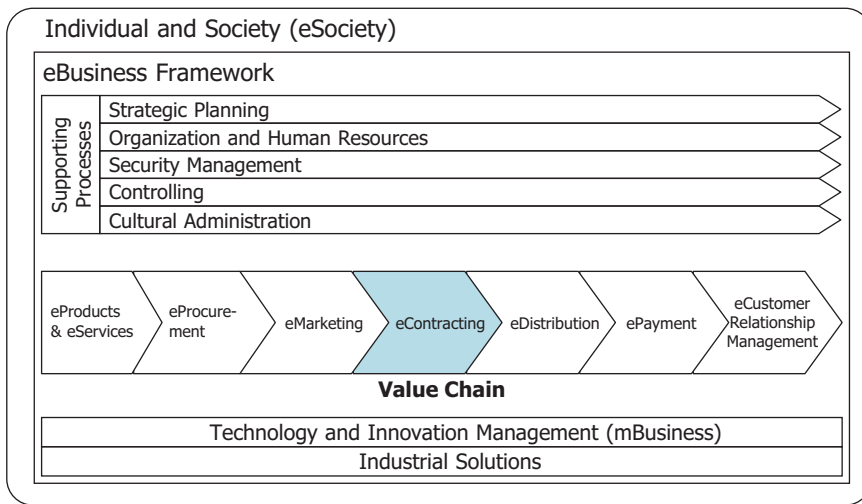 Individual and Society (eSociety)
eBusiness Framework
Supporting
Processes
Strategic Planning
Organization and Human Resources
Security Management
Controlling
Cultural Administration
eProducts
& eServices
eProcure-
ment
eMarketing
eContracting
eDistribution
ePayment
eCustomer
Relationship
Management
Value Chain
Technology and Innovation Management (mBusiness)
Industrial Solutions